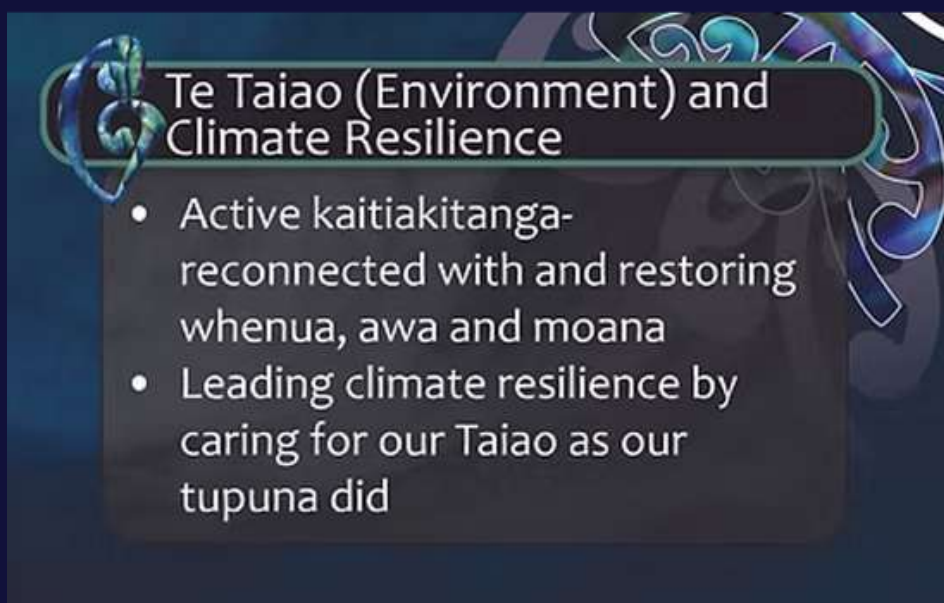 Te Taiao (Environment) and
Climate Resilience
• Active kaitiakitanga-
reconnected with and restoring
whenua, awa and moana
• Leading climate resilience by
caring for our Taiao as our
tupuna did